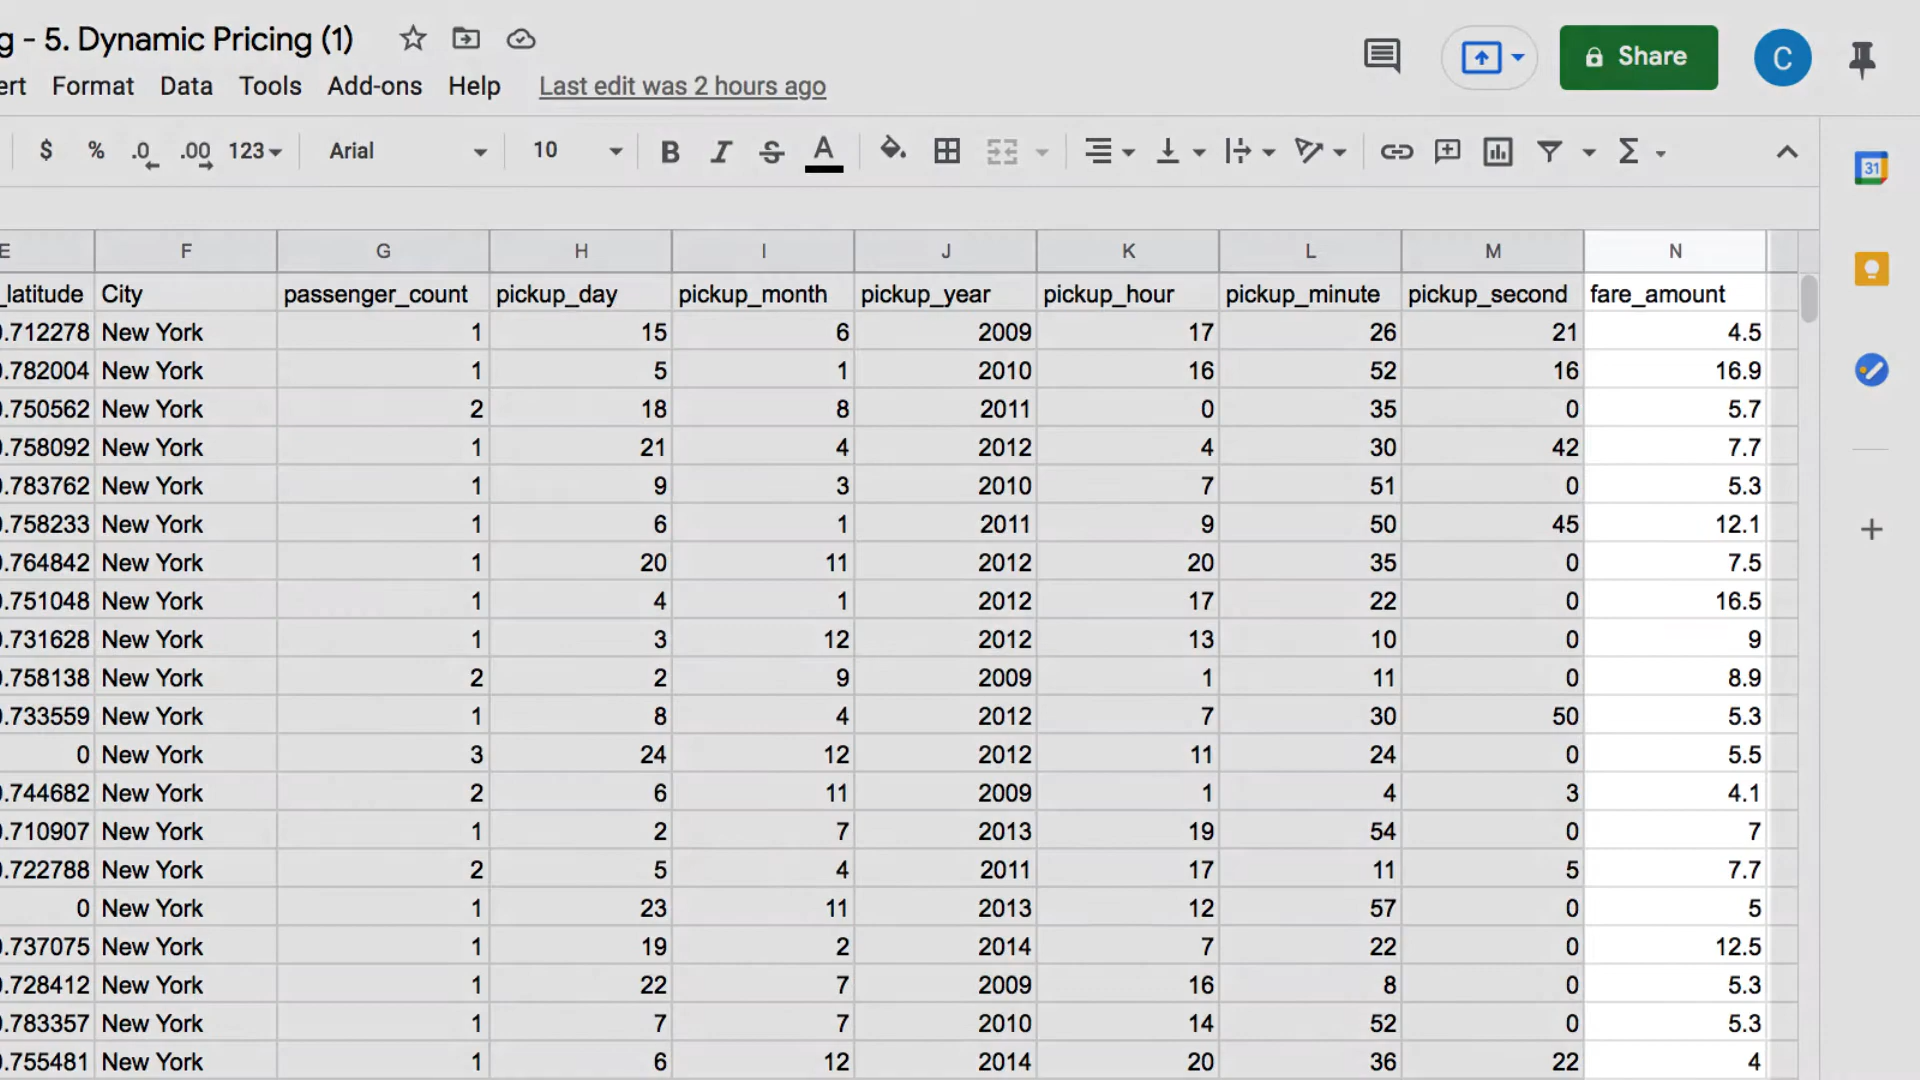 g - 5. Dynamic Pricing (1)
Share
C
ert Format Data Tools Add-ons Help Last edit was 2 hours ago
$ % .0 .00 123 Arial 10 B I S A Σ
31
E F G H I J K L M N
_latitude City passenger_count pickup_day pickup_month pickup_year pickup_hour pickup_minute pickup_second fare_amount
0.712278 New York 1 15 6 2009 17 26 21 4.5
0.782004 New York 1 5 1 2010 16 52 16 16.9
0.750562 New York 2 18 8 2011 0 35 0 5.7
0.758092 New York 1 21 4 2012 4 30 42 7.7
0.783762 New York 1 9 3 2010 7 51 0 5.3
0.758233 New York 1 6 1 2011 9 50 45 12.1
0.764842 New York 1 20 11 2012 20 35 0 7.5
0.751048 New York 1 4 1 2012 17 22 0 16.5
0.731628 New York 1 3 12 2012 13 10 0 9
0.758138 New York 2 2 9 2009 1 11 0 8.9
0.733559 New York 1 8 4 2012 7 30 50 5.3
0 New York 3 24 12 2012 11 24 0 5.5
0.744682 New York 2 6 11 2009 1 4 3 4.1
0.710907 New York 1 2 7 2013 19 54 0 7
0.722788 New York 2 5 4 2011 17 11 5 7.7
0 New York 1 23 11 2013 12 57 0 5
0.737075 New York 1 19 2 2014 7 22 0 12.5
0.728412 New York 1 22 7 2009 16 8 0 5.3
0.783357 New York 1 7 7 2010 14 52 0 5.3
0.755481 New York 1 6 12 2014 20 36 22 4